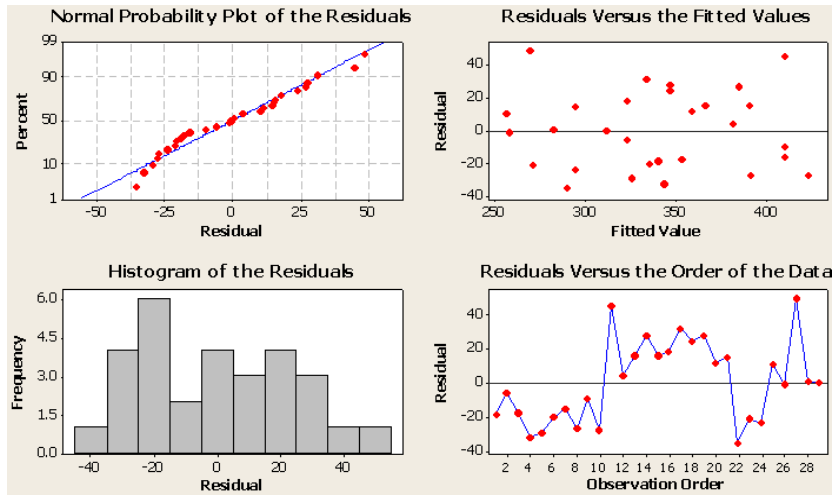 Normal Probability Plot of the Residuals
99
90
50
10
1
Percent
-50
-25
0
25
50
Residual
Residuals Versus the Fitted Values
40
20
0
-20
-40
Residual
250
300
350
400
Fitted Value
Histogram of the Residuals
6.0
4.5
3.0
1.5
0.0
Frequency
-40
-20
0
20
40
Residual
Residuals Versus the Order of the Data
40
20
0
-20
-40
Residual
2 4 6 8 10 12 14 16 18 20 22 24 26 28
Observation Order